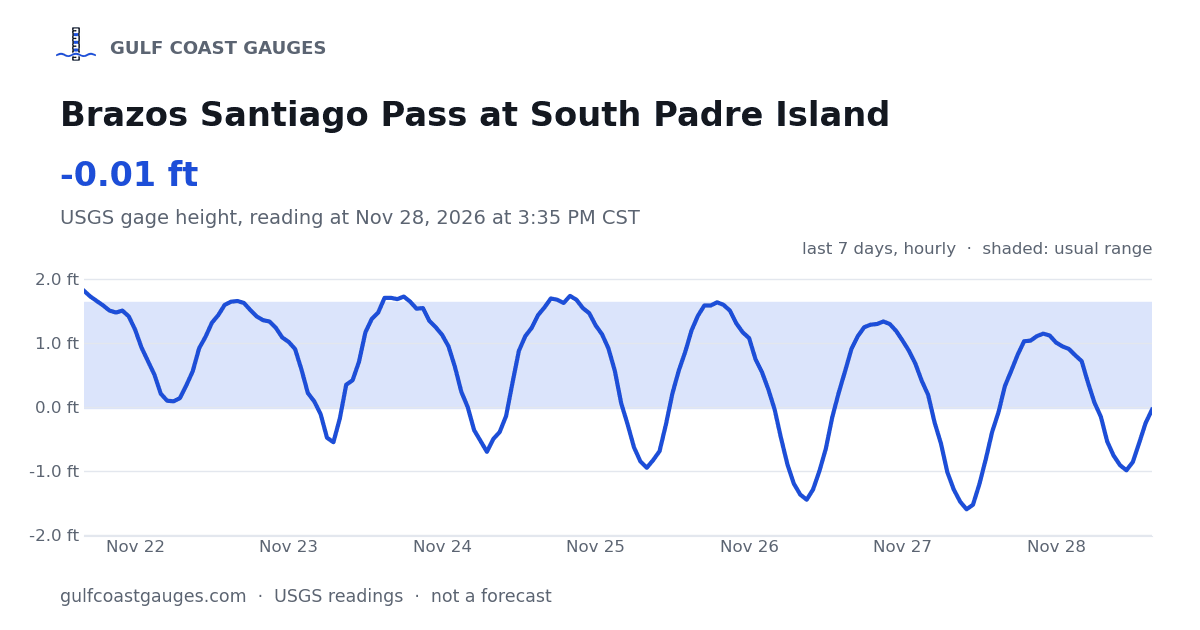 GULF COAST GAUGES
Brazos Santiago Pass at South Padre Island
-0.01 ft
USGS gage height, reading at Nov 28, 2026 at 3:35 PM CST
last 7 days, hourly · shaded: usual range
2.0 ft
1.0 ft
0.0 ft
-1.0 ft
-2.0 ft
Nov 22 Nov 23 Nov 24 Nov 25 Nov 26 Nov 27 Nov 28
gulfcoastgauges.com · USGS readings · not a forecast